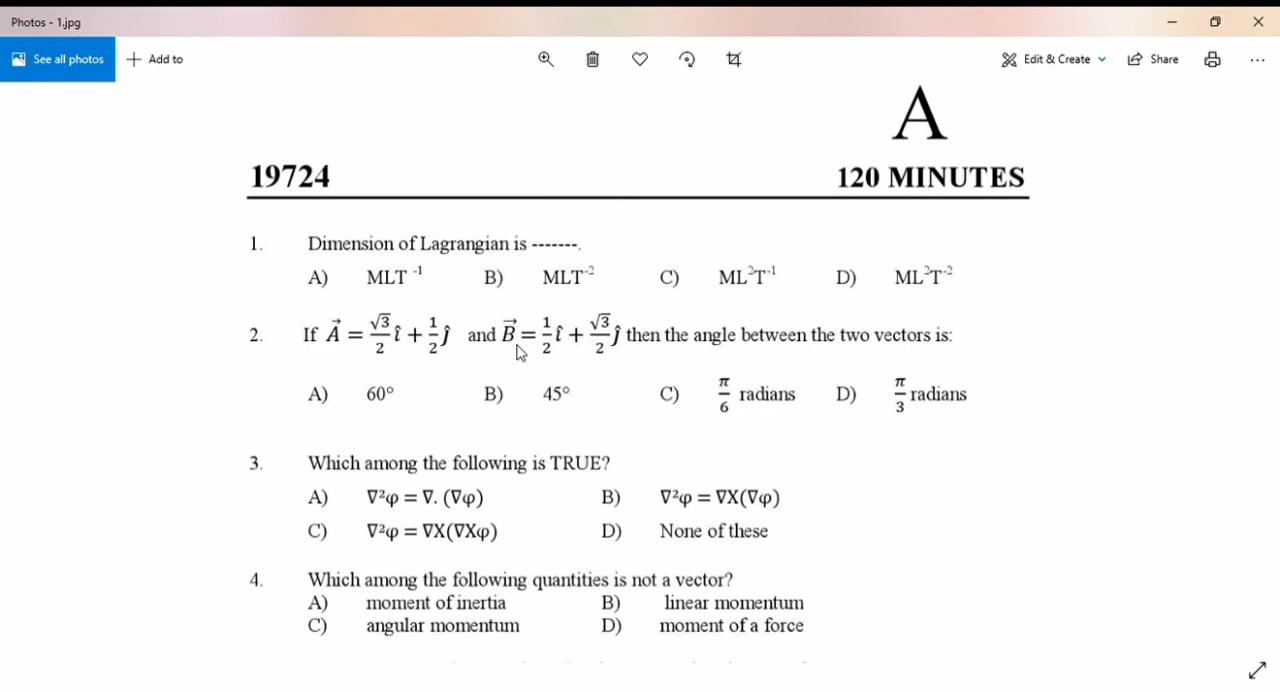 Photos - 1.jpg
See all photos
Add to
Edit & Create
Share
A
19724 120 MINUTES
1. Dimension of Lagrangian is -------.
A) MLT⁻¹ B) MLT⁻² C) ML²T⁻¹ D) ML²T⁻²
2. If A⃗ = √3/2 î + 1/2 ĵ and B⃗ = 1/2 î + √3/2 ĵ then the angle between the two vectors is:
A) 60° B) 45° C) π/6 radians D) π/3 radians
3. Which among the following is TRUE?
A) ∇²φ = ∇. (∇φ) B) ∇²φ = ∇X(∇φ)
C) ∇²φ = ∇X(∇Xφ) D) None of these
4. Which among the following quantities is not a vector?
A) moment of inertia B) linear momentum
C) angular momentum D) moment of a force